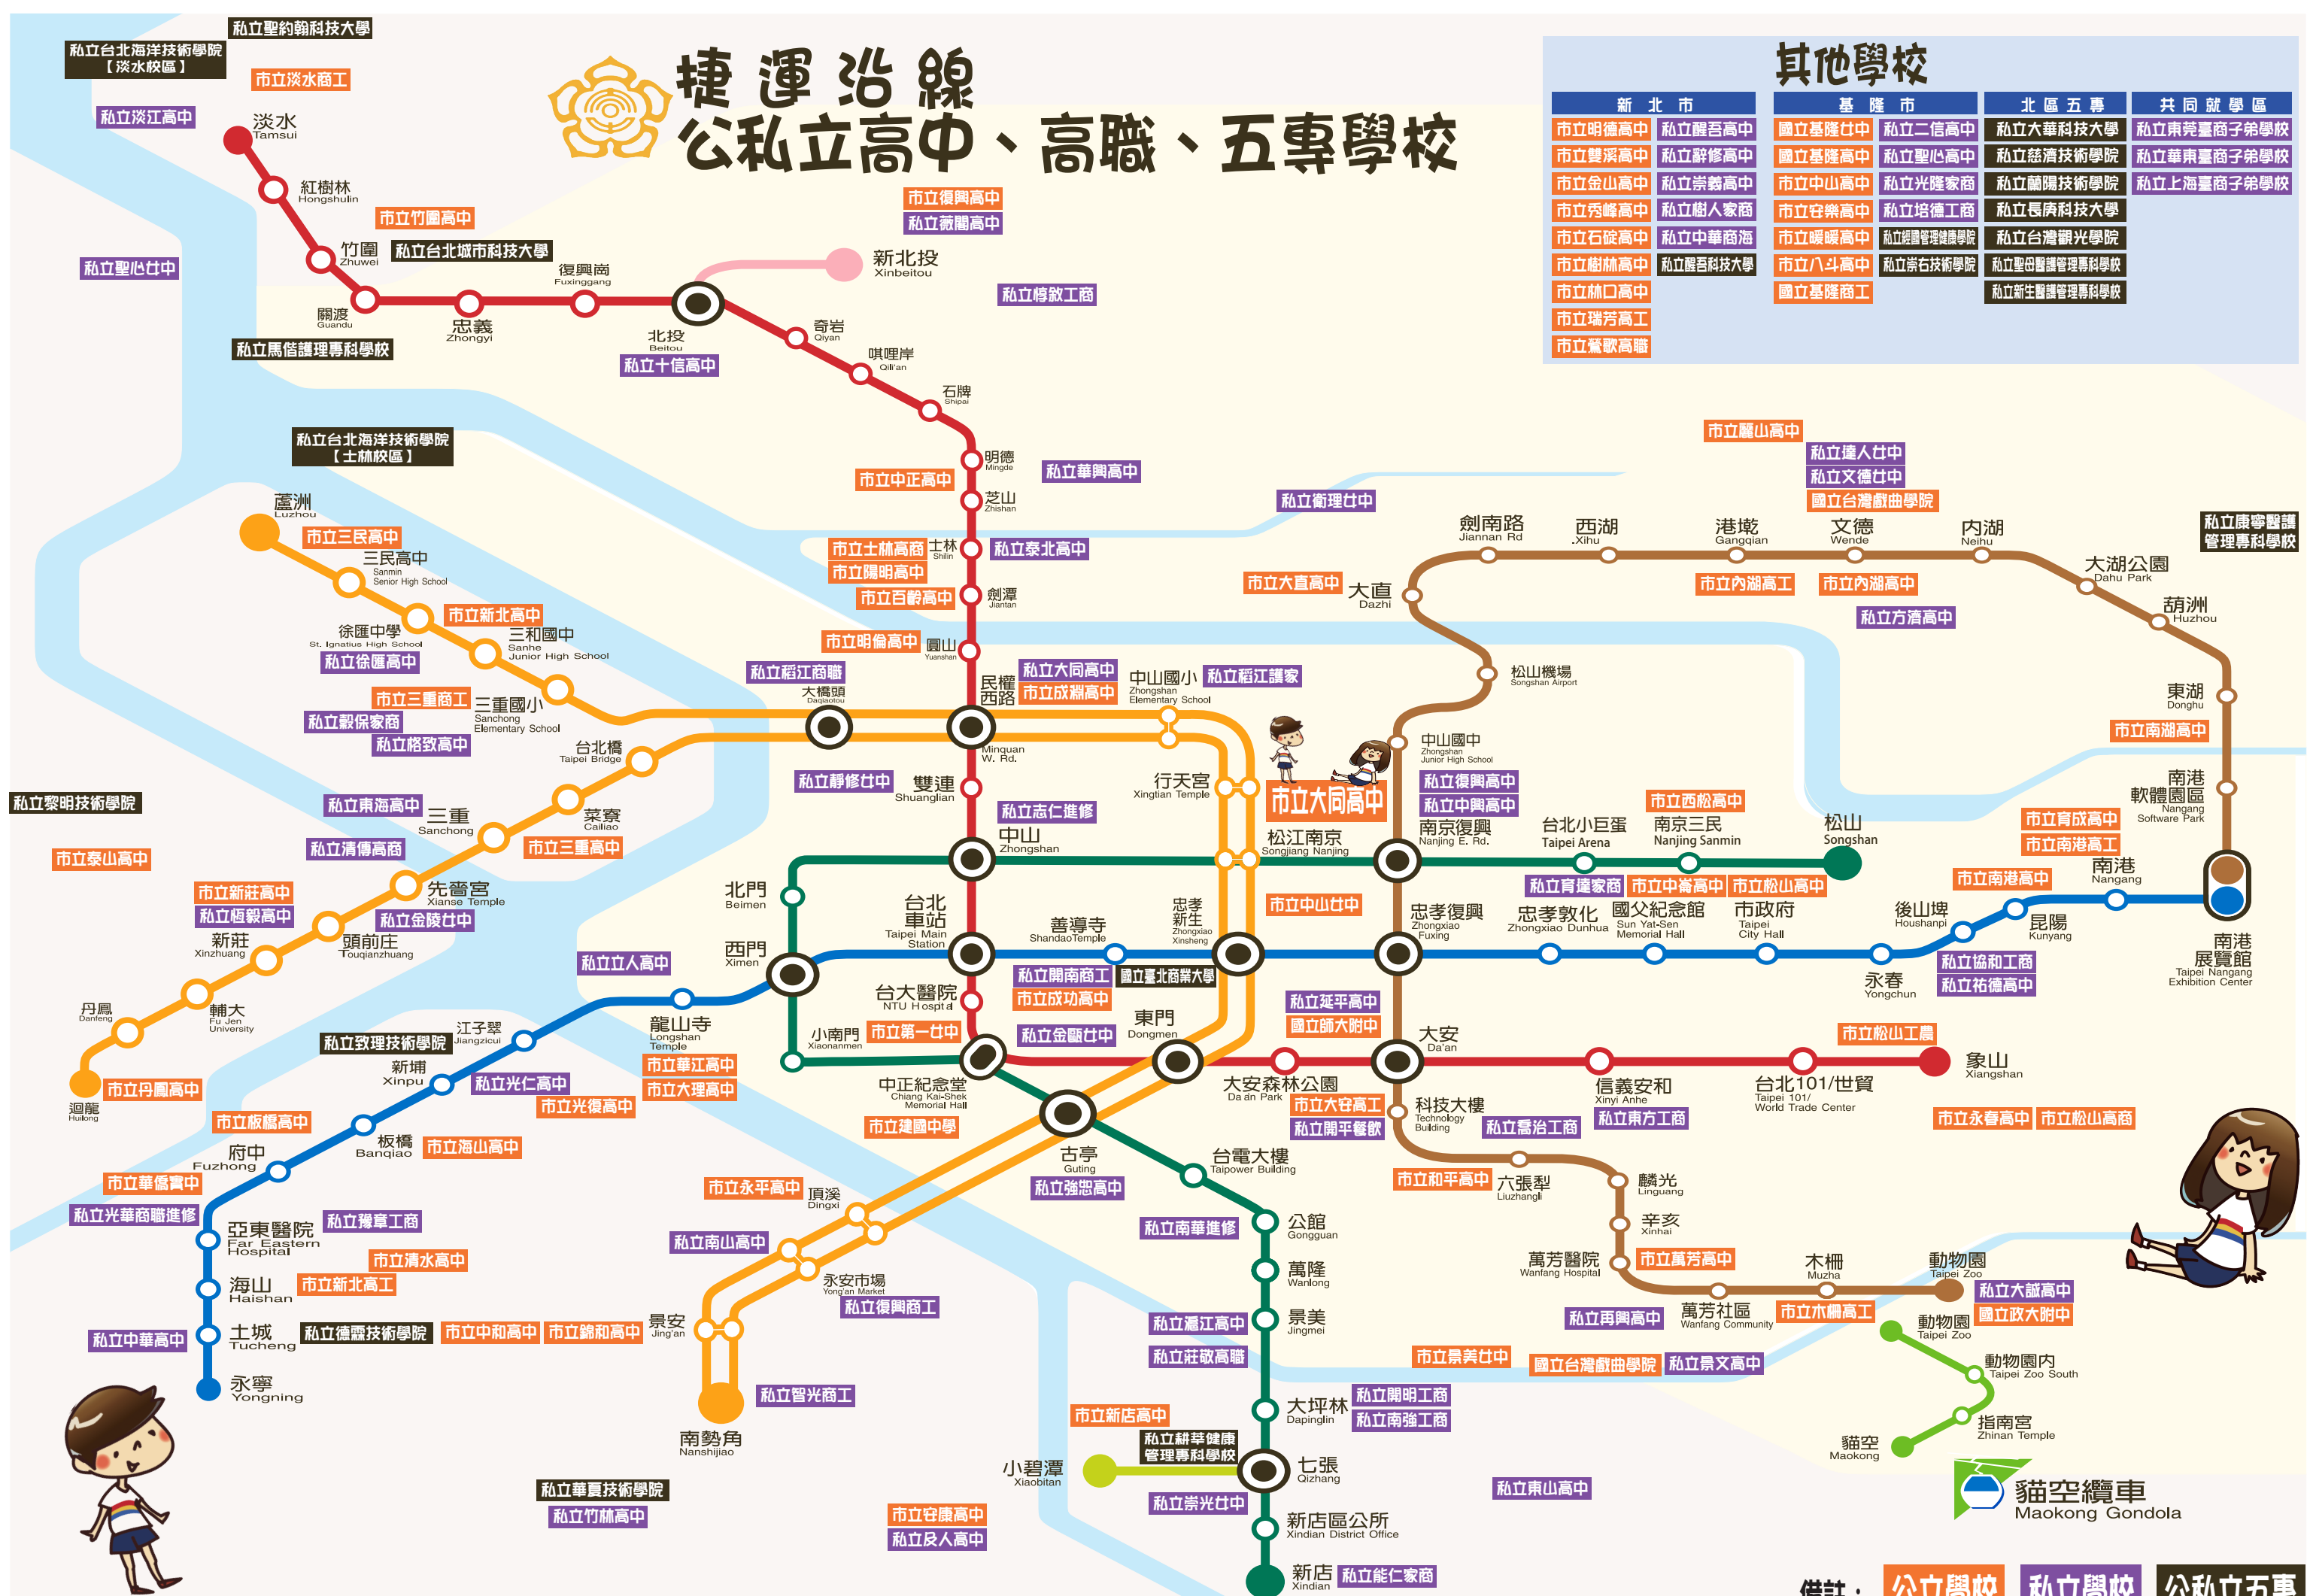 捷運沿線
公私立高中、高職、五專學校
其他學校
新北市
基隆市
北區五專
共同就學區
市立明德高中 私立醒吾高中 國立基隆女中 私立二信高中 私立大華科技大學 私立東莞臺商子弟學校
市立雙溪高中 私立辭修高中 國立基隆高中 私立聖心高中 私立慈濟技術學院 私立華東臺商子弟學校
市立金山高中 私立崇義高中 市立中山高中 私立光隆家商 私立蘭陽技術學院 私立上海臺商子弟學校
市立秀峰高中 私立樹人家商 市立安樂高中 私立培德工商 私立長庚科技大學
市立石碇高中 私立中華商海 市立暖暖高中 私立經國管理健康學院 私立台灣觀光學院
市立樹林高中 私立醒吾科技大學 市立八斗高中 私立崇右技術學院 私立聖母醫護管理專科學校
市立林口高中 國立基隆商工 私立新生醫護管理專科學校
市立瑞芳高工
市立鶯歌高職
私立聖約翰科技大學
私立台北海洋技術學院
【淡水校區】
市立淡水商工
私立淡江高中
淡水
Tamsui
紅樹林
Hongshulin
市立竹圍高中
竹圍
Zhuwei
私立台北城市科技大學
私立聖心女中
關渡
Guandu
忠義
Zhongyi
復興崗
Fuxinggang
私立馬偕護理專科學校
北投
Beitou
私立十信高中
市立復興高中
私立薇閣高中
新北投
Xinbeitou
私立惇敘工商
奇岩
Qiyan
唭哩岸
Qili'an
石牌
Shipai
明德
Mingde
私立華興高中
市立中正高中
芝山
Zhishan
市立士林高商
士林
Shilin
私立泰北高中
市立陽明高中
市立百齡高中
劍潭
Jiantan
市立明倫高中
圓山
Yuanshan
私立台北海洋技術學院
【士林校區】
蘆洲
Luzhou
市立三民高中
三民高中
Sanmin
Senior High School
市立新北高中
徐匯中學
St. Ignatius High School
私立徐匯高中
三和國中
Sanhe
Junior High School
市立三重商工
私立穀保家商
私立格致高中
三重國小
Sanchong
Elementary School
私立稻江商職
大橋頭
Daqiaotou
民權
西路
Minquan
W. Rd.
私立大同高中
市立成淵高中
中山國小
Zhongshan
Elementary School
私立稻江護家
台北橋
Taipei Bridge
菜寮
Cailiao
市立三重高中
三重
Sanchong
私立東海高中
私立清傳高商
私立黎明技術學院
市立泰山高中
先嗇宮
Xianse Temple
私立金陵女中
市立新莊高中
私立恆毅高中
頭前庄
Touqianzhuang
新莊
Xinzhuang
輔大
Fu Jen
University
丹鳳
Danfeng
市立丹鳳高中
迴龍
Huilong
私立靜修女中
雙連
Shuanglian
私立志仁進修
中山
Zhongshan
行天宮
Xingtian Temple
市立大同高中
松江南京
Songjiang Nanjing
中山國中
Zhongshan
Junior High School
私立復興高中
私立中興高中
南京復興
Nanjing E. Rd.
台北小巨蛋
Taipei Arena
南京三民
Nanjing Sanmin
市立西松高中
松山
Songshan
私立育達家商
市立中崙高中
市立松山高中
私立衛理女中
市立大直高中
大直
Dazhi
劍南路
Jiannan Rd
西湖
.Xihu
港墘
Gangqian
文德
Wende
內湖
Neihu
市立麗山高中
私立達人女中
私立文德女中
國立台灣戲曲學院
市立內湖高工
市立內湖高中
私立方濟高中
私立康寧醫護
管理專科學校
大湖公園
Dahu Park
葫洲
Huzhou
東湖
Donghu
市立南湖高中
南港
軟體園區
Nangang
Software Park
松山機場
Songshan Airport
市立育成高中
市立南港高工
市立南港高中
南港
Nangang
南港
展覽館
Taipei Nangang
Exhibition Center
昆陽
Kunyang
後山埤
Houshanpi
私立協和工商
私立祐德高中
永春
Yongchun
市政府
Taipei
City Hall
國父紀念館
Sun Yat-Sen
Memorial Hall
忠孝敦化
Zhongxiao Dunhua
忠孝復興
Zhongxiao
Fuxing
市立中山女中
忠孝
新生
Zhongxiao
Xinsheng
善導寺
ShandaoTemple
私立開南商工
國立臺北商業大學
市立成功高中
台北
車站
Taipei Main
Station
北門
Beimen
西門
Ximen
私立立人高中
龍山寺
Longshan
Temple
市立華江高中
市立大理高中
江子翠
Jiangzicui
私立致理技術學院
新埔
Xinpu
私立光仁高中
市立光復高中
市立板橋高中
板橋
Banqiao
市立海山高中
府中
Fuzhong
市立華僑實中
私立光華商職進修
亞東醫院
Far Eastern
Hospital
私立豫章工商
市立清水高中
海山
Haishan
市立新北高工
私立中華高中
土城
Tucheng
私立德霖技術學院
市立中和高中
市立錦和高中
永寧
Yongning
台大醫院
NTU Hospital
小南門
Xiaonanmen
市立第一女中
私立金甌女中
中正紀念堂
Chiang Kai-Shek
Memorial Hall
市立建國中學
東門
Dongmen
私立延平高中
國立師大附中
大安森林公園
Da'an Park
大安
Da'an
信義安和
Xinyi Anhe
台北101/世貿
Taipei 101/
World Trade Center
市立松山工農
象山
Xiangshan
市立永春高中
市立松山高商
市立大安高工
私立開平餐飲
科技大樓
Technology
Building
私立喬治工商
私立東方工商
市立和平高中
六張犁
Liuzhangli
麟光
Linguang
辛亥
Xinhai
萬芳醫院
Wanfang Hospital
市立萬芳高中
私立再興高中
萬芳社區
Wanfang Community
木柵
Muzha
市立木柵高工
動物園
Taipei Zoo
私立大誠高中
國立政大附中
動物園
Taipei Zoo
動物園內
Taipei Zoo South
指南宮
Zhinan Temple
貓空
Maokong
貓空纜車
Maokong Gondola
古亭
Guting
私立強恕高中
台電大樓
Taipower Building
私立南華進修
公館
Gongguan
萬隆
Wanlong
私立滬江高中
景美
Jingmei
私立莊敬高職
市立景美女中
國立台灣戲曲學院
私立景文高中
大坪林
Dapinglin
私立開明工商
私立南強工商
市立新店高中
私立耕莘健康
管理專科學校
小碧潭
Xiaobitan
七張
Qizhang
私立崇光女中
私立東山高中
新店區公所
Xindian District Office
新店
Xindian
私立能仁家商
市立永平高中
頂溪
Dingxi
私立南山高中
永安市場
Yong'an Market
私立復興商工
景安
Jing'an
私立智光商工
南勢角
Nanshijiao
私立華夏技術學院
私立竹林高中
市立安康高中
私立及人高中
備註：
公立學校
私立學校
公私立五專